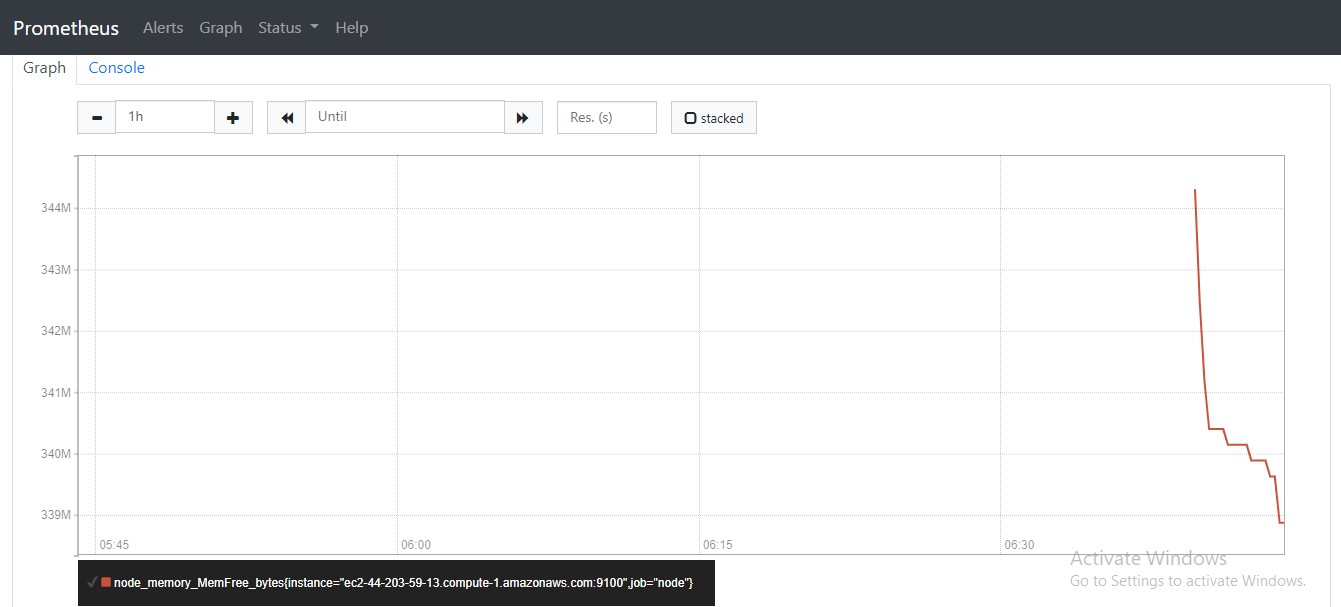 Prometheus Alerts Graph Status Help
Graph Console
1h Until Res. (s) stacked
344M
343M
342M
341M
340M
339M
05:45 06:00 06:15 06:30
Activate Windows
Go to Settings to activate Windows.
node_memory_MemFree_bytes{instance="ec2-44-203-59-13.compute-1.amazonaws.com:9100",job="node"}